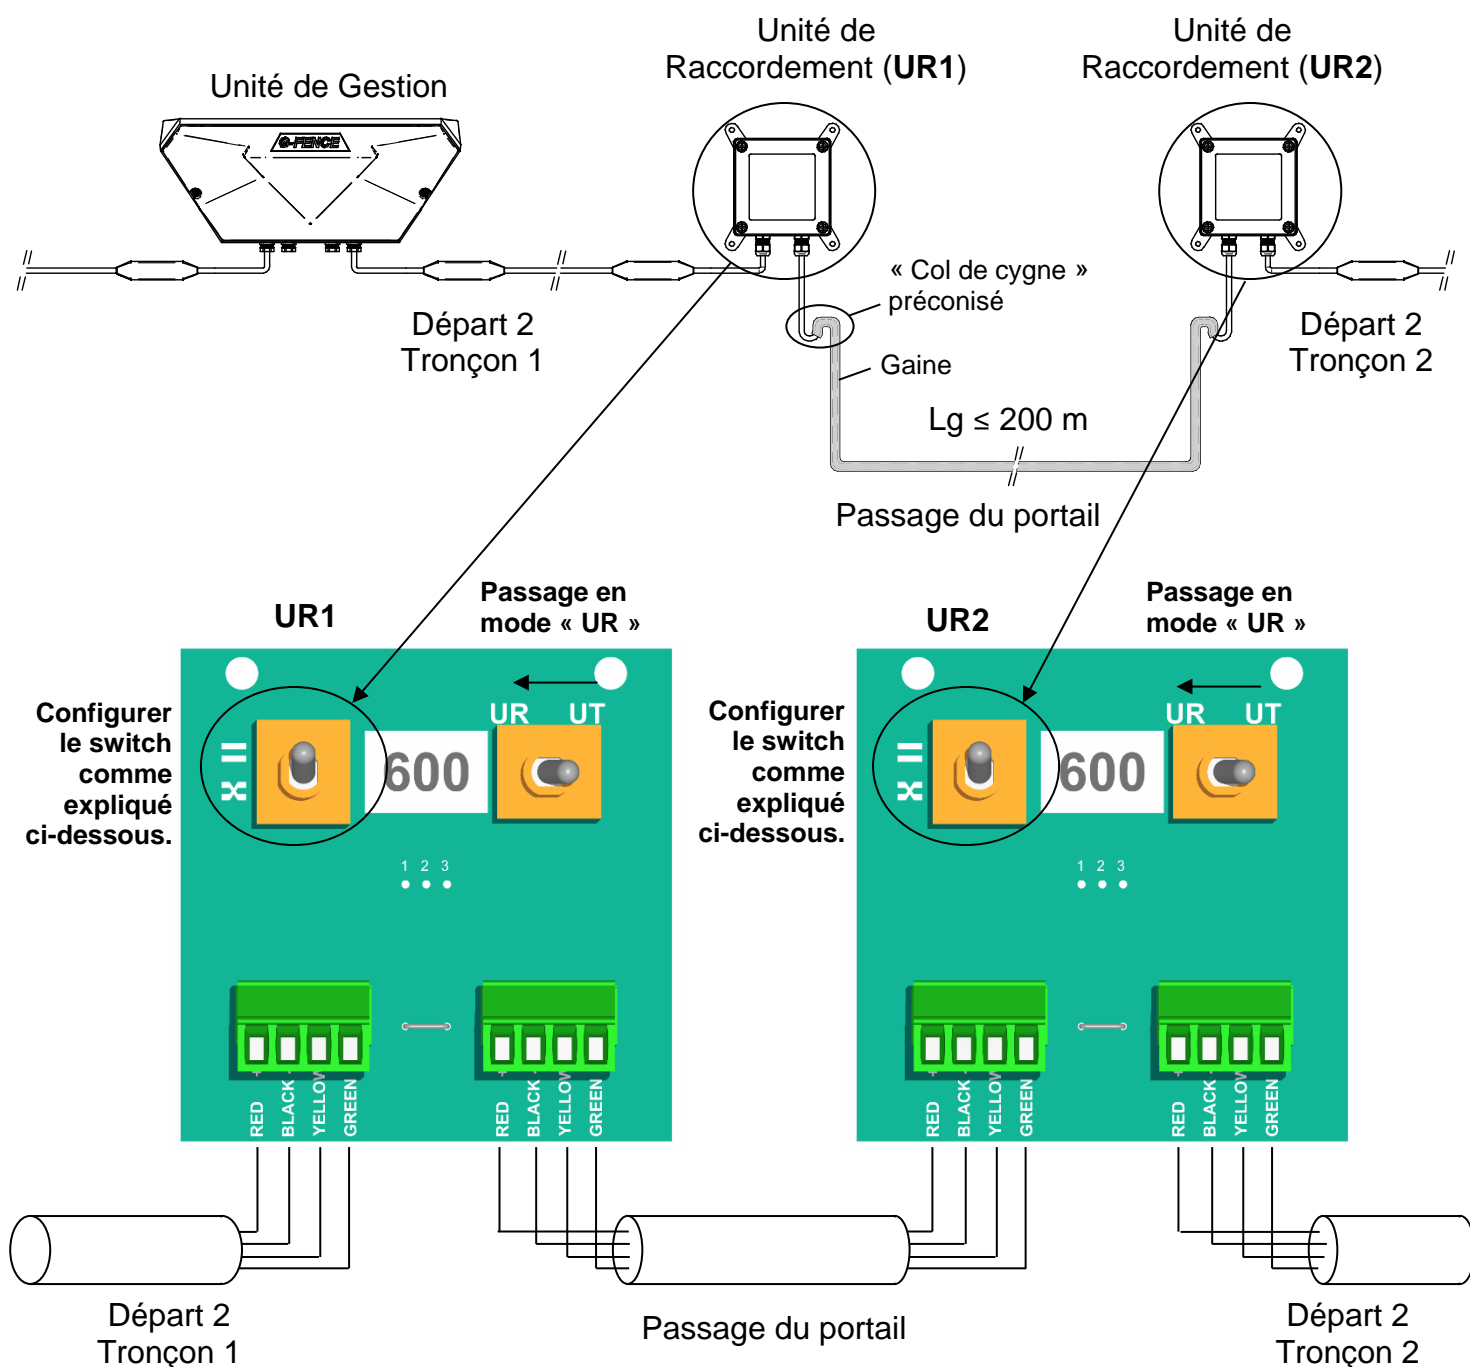 Unité de Gestion
Unité de
Raccordement (UR1)
Unité de
Raccordement (UR2)
G-FENCE
« Col de cygne »
préconisé
Départ 2
Tronçon 1
Gaine
Départ 2
Tronçon 2
Lg ≤ 200 m
Passage du portail
UR1
Passage en
mode « UR »
UR2
Passage en
mode « UR »
Configurer
le switch
comme
expliqué
ci-dessous.
UR UT
600
1 2 3
+
-
RED
BLACK
YELLOW
GREEN
+
-
RED
BLACK
YELLOW
GREEN
Configurer
le switch
comme
expliqué
ci-dessous.
UR UT
600
1 2 3
+
-
RED
BLACK
YELLOW
GREEN
+
-
RED
BLACK
YELLOW
GREEN
Départ 2
Tronçon 1
Passage du portail
Départ 2
Tronçon 2